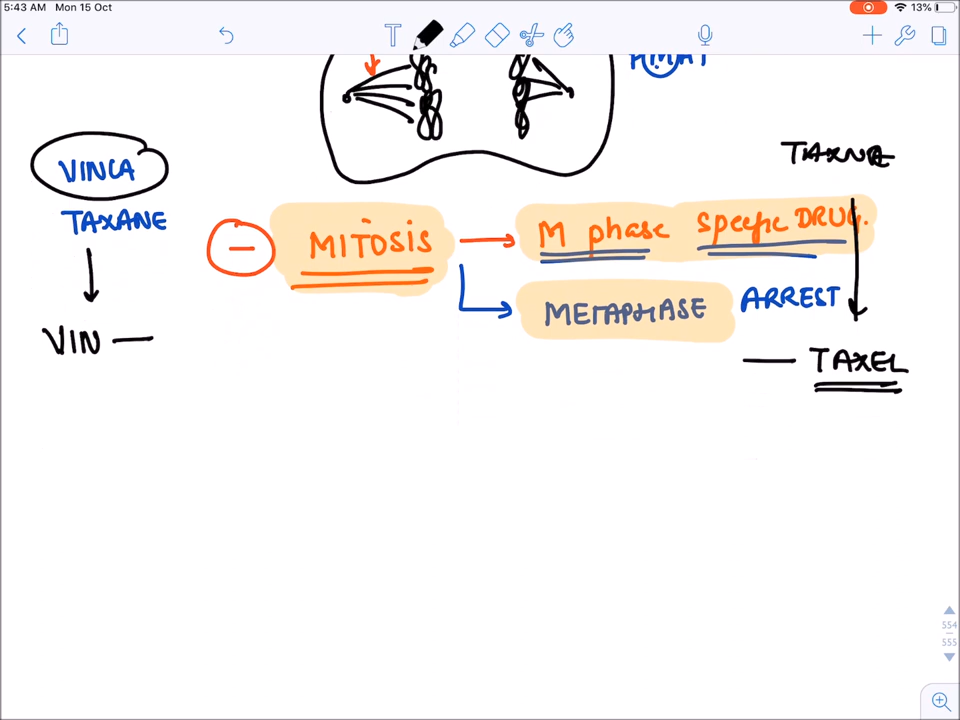 5:43 AM Mon 15 Oct
13%
T
VINCA
TAXANE
VIN —
− MITOSIS
M phase specific DRUG.
METAPHASE ARREST
— TAXEL
554
555